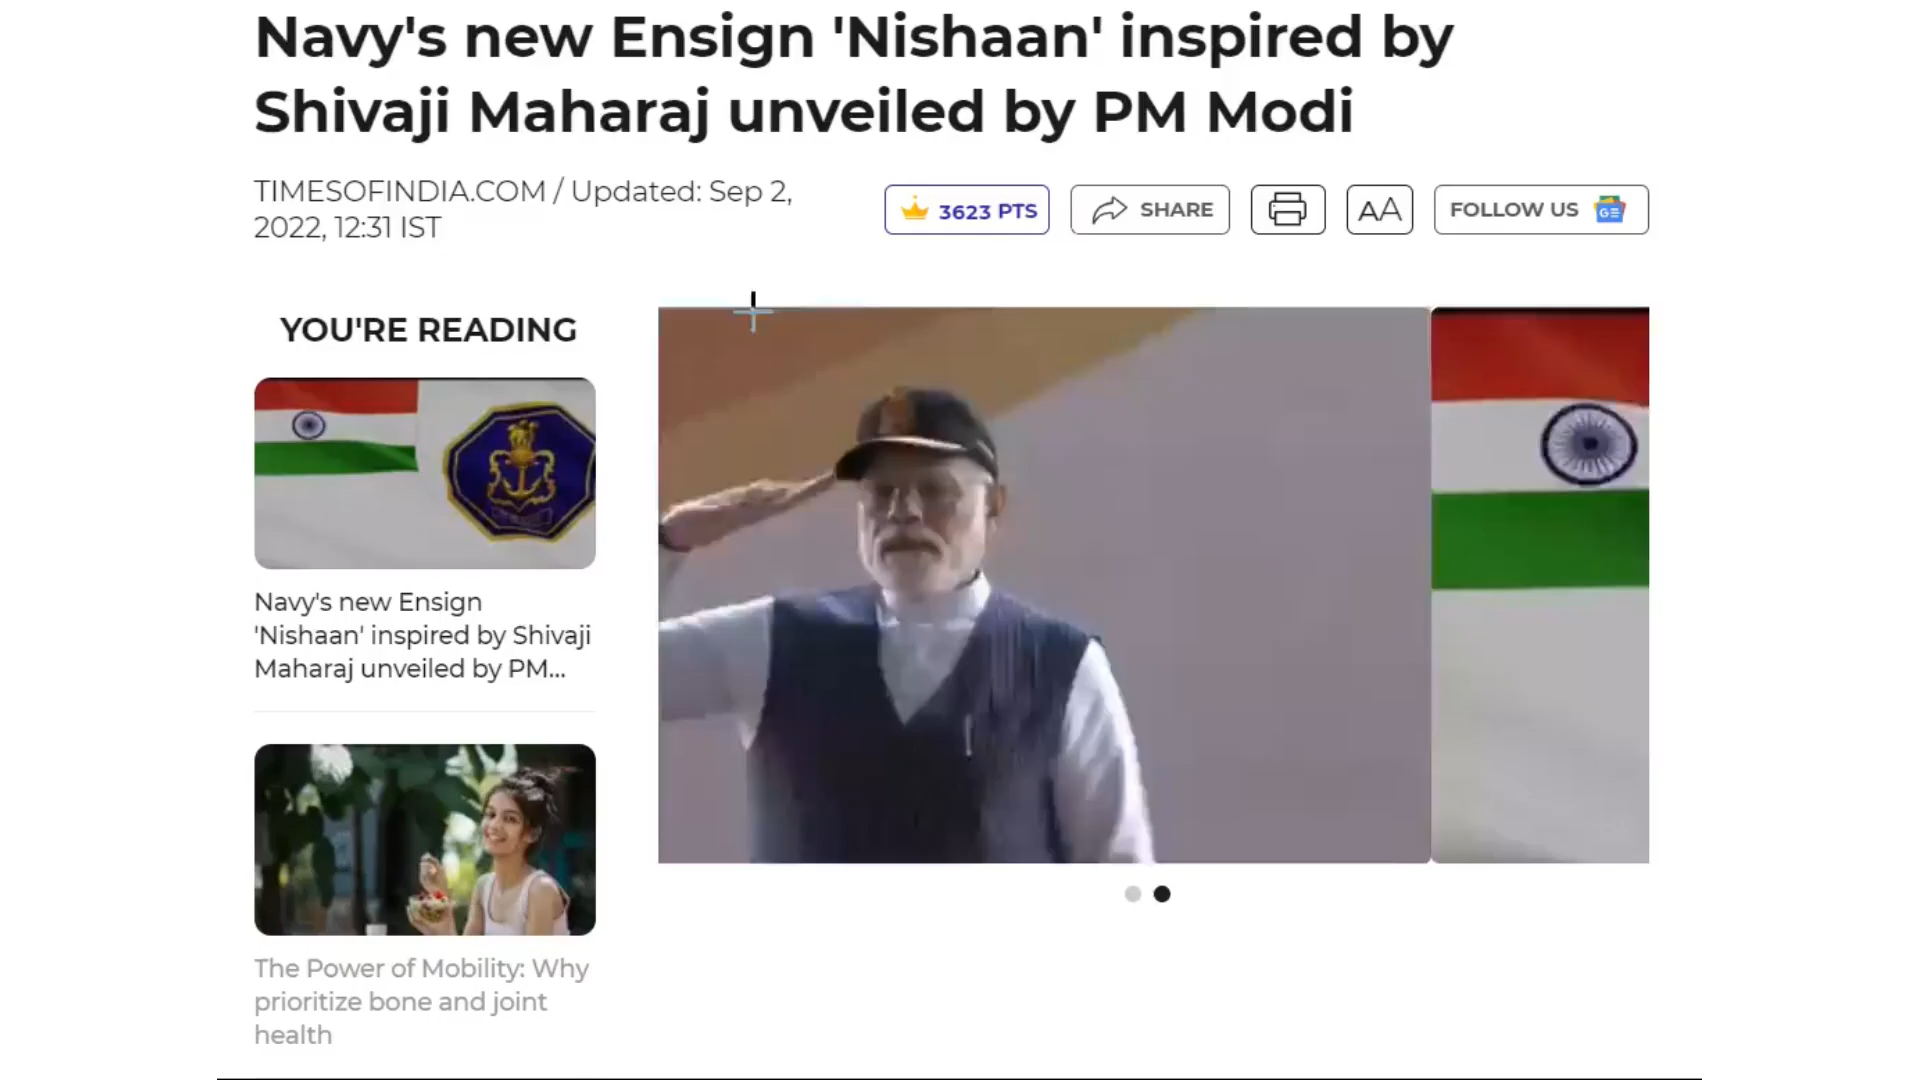 Navy's new Ensign 'Nishaan' inspired by
Shivaji Maharaj unveiled by PM Modi
TIMESOFINDIA.COM / Updated: Sep 2,
2022, 12:31 IST
3623 PTS
SHARE
AA
FOLLOW US
GE
YOU'RE READING
Navy's new Ensign
'Nishaan' inspired by Shivaji
Maharaj unveiled by PM...
The Power of Mobility: Why
prioritize bone and joint
health